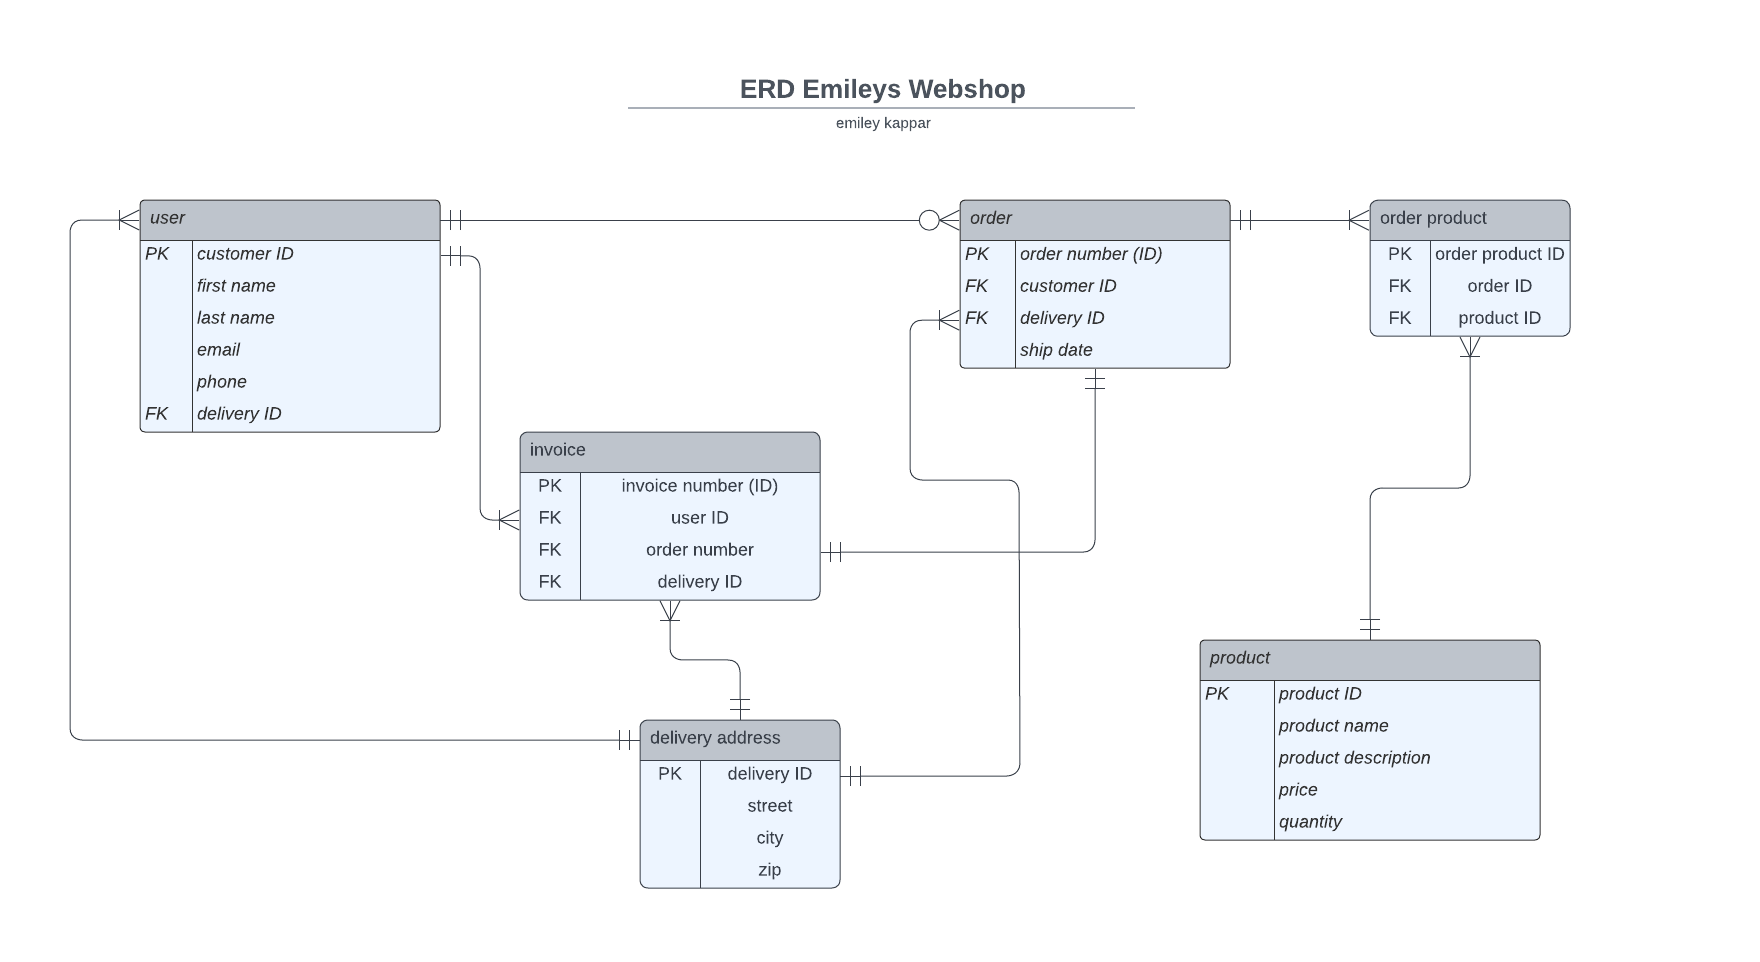 ERD Emileys Webshop
emiley kappar
user
PK customer ID
first name
last name
email
phone
FK delivery ID
order
PK order number (ID)
FK customer ID
FK delivery ID
ship date
order product
PK order product ID
FK order ID
FK product ID
invoice
PK invoice number (ID)
FK user ID
FK order number
FK delivery ID
delivery address
PK delivery ID
street
city
zip
product
PK product ID
product name
product description
price
quantity